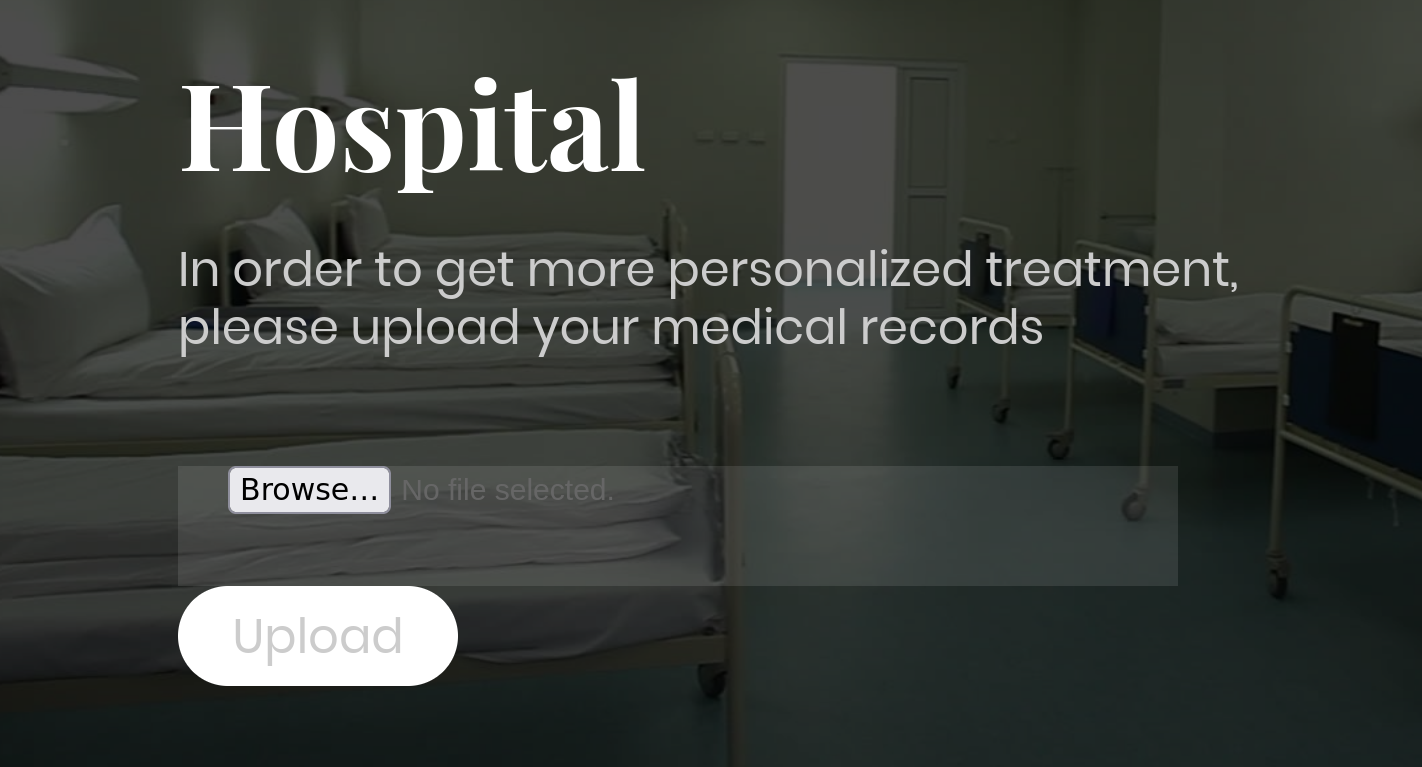 Hospital
In order to get more personalized treatment,
please upload your medical records
Browse... No file selected.
Upload